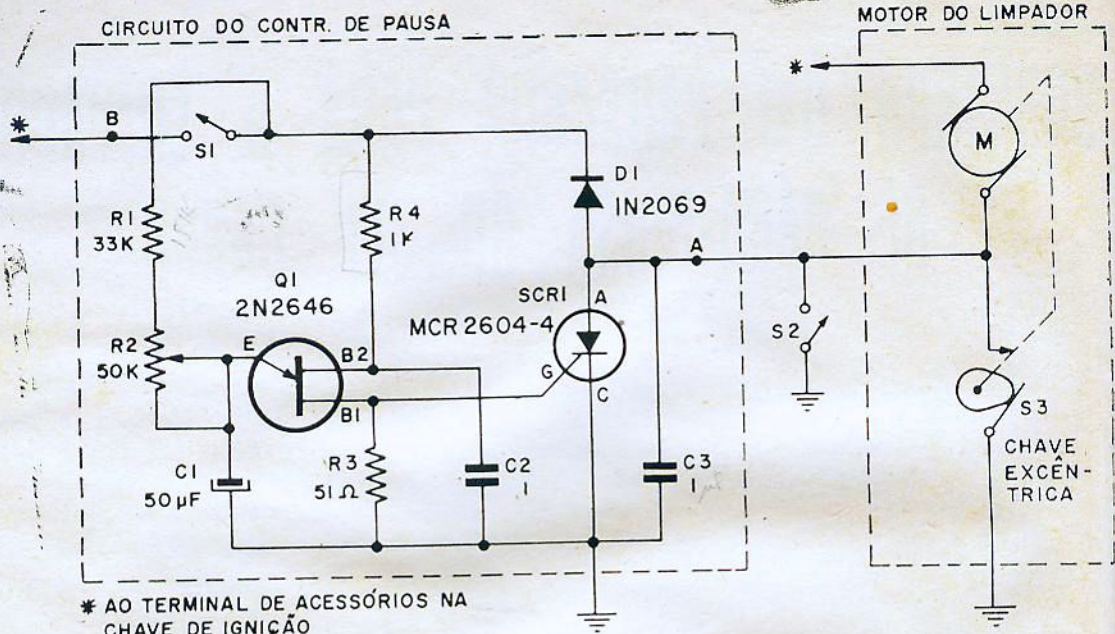 CIRCUITO DO CONTR. DE PAUSA
MOTOR DO LIMPADOR
*
*
B
S1
R1
33K
R4
1K
D1
1N2069
M
A
Q1
2N2646
SCR1
A
MCR2604-4
S2
R2
50K
E
B2
G
B1
C
S3
CHAVE
EXCÊN-
TRICA
C1
50µF
R3
51Ω
C2
1
C3
1
* AO TERMINAL DE ACESSÓRIOS NA
CHAVE DE IGNIÇÃO